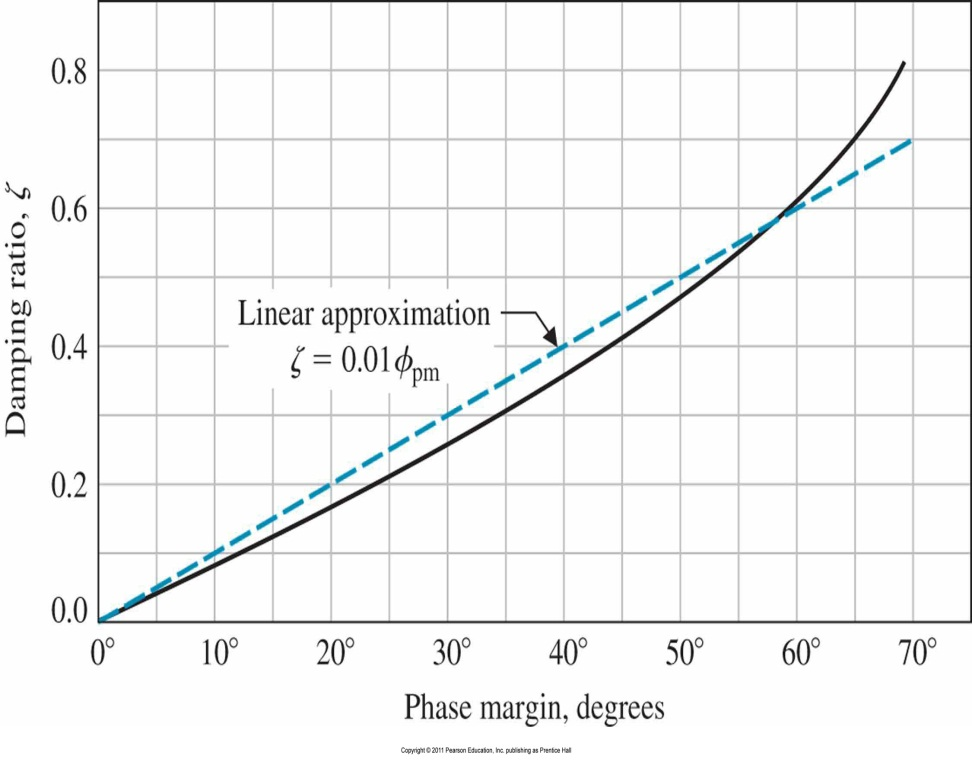 0.8
0.6
0.4
0.2
0.0
Damping ratio, ζ
Linear approximation
ζ = 0.01ϕpm
0° 10° 20° 30° 40° 50° 60° 70°
Phase margin, degrees
Copyright © 2011 Pearson Education, Inc. publishing as Prentice Hall